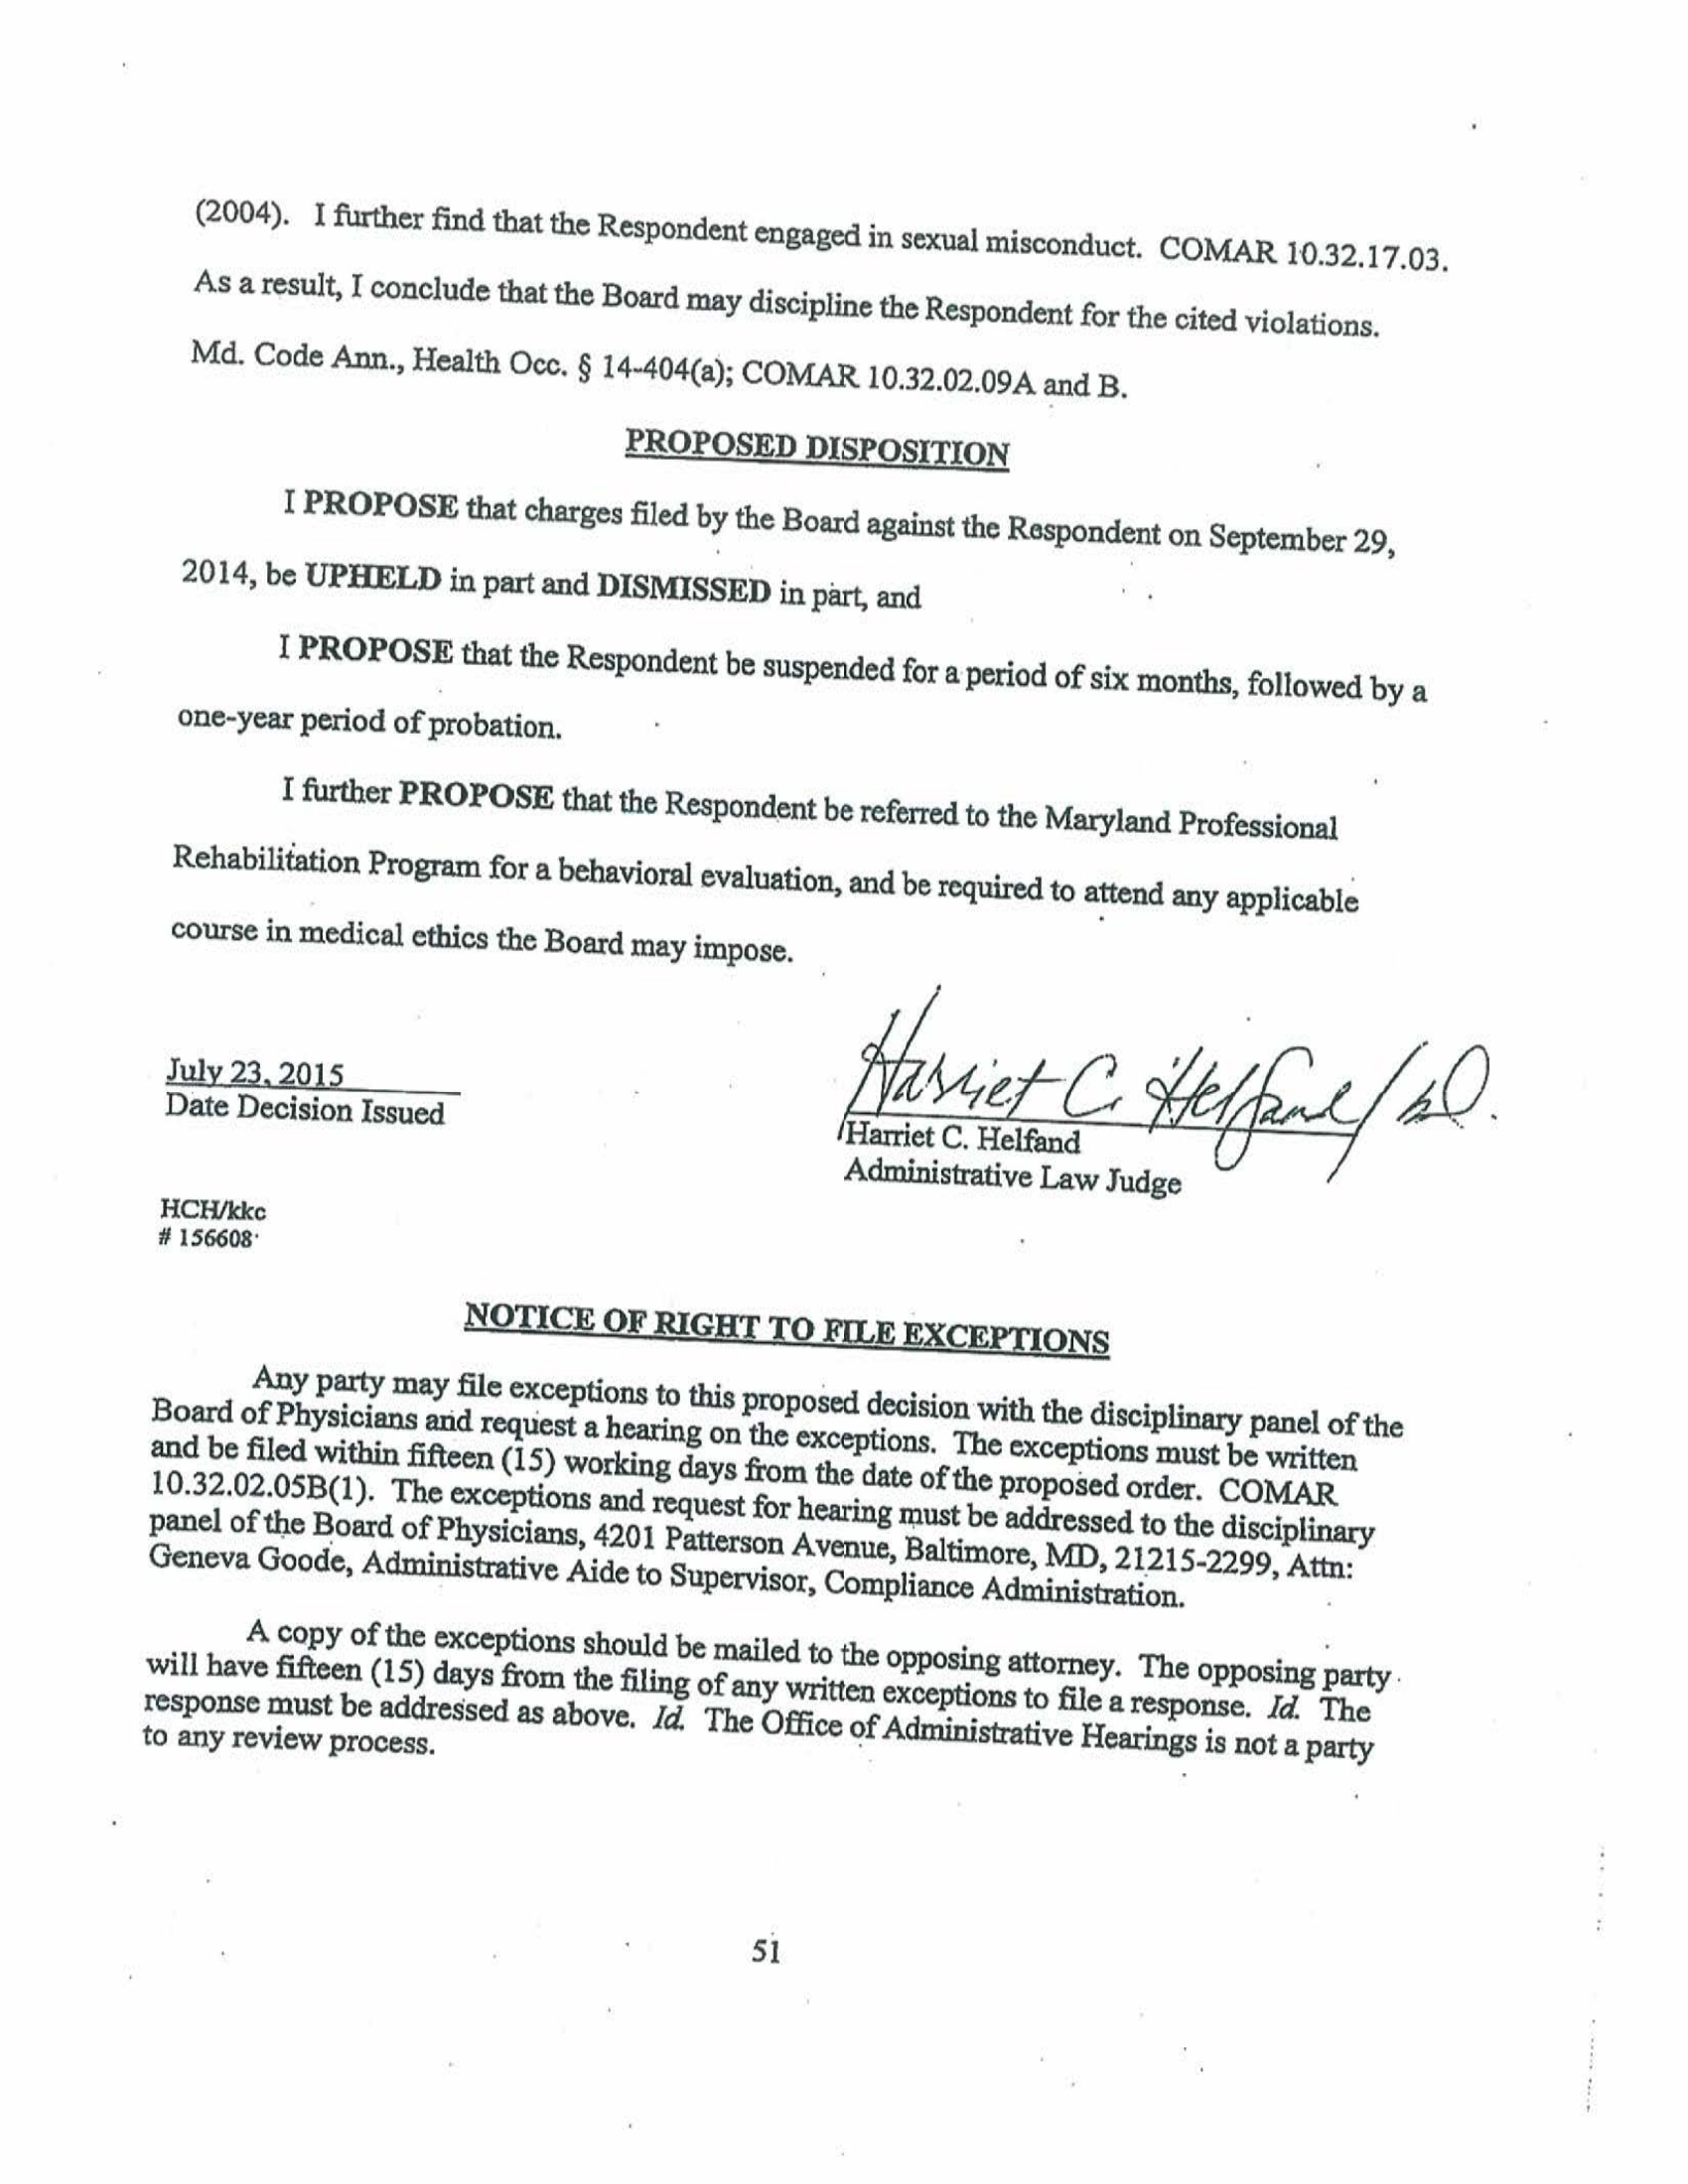 (2004). I further find that the Respondent engaged in sexual misconduct. COMAR 10.32.17.03.
As a result, I conclude that the Board may discipline the Respondent for the cited violations.
Md. Code Ann., Health Occ. § 14-404(a); COMAR 10.32.02.09A and B.
PROPOSED DISPOSITION
I PROPOSE that charges filed by the Board against the Respondent on September 29,
2014, be UPHELD in part and DISMISSED in part, and
I PROPOSE that the Respondent be suspended for a period of six months, followed by a
one-year period of probation.
I further PROPOSE that the Respondent be referred to the Maryland Professional
Rehabilitation Program for a behavioral evaluation, and be required to attend any applicable
course in medical ethics the Board may impose.
July 23, 2015
Date Decision Issued
Harriet C. Helfand/
Harriet C. Helfand
Administrative Law Judge
HCH/kkc
# 156608
NOTICE OF RIGHT TO FILE EXCEPTIONS
Any party may file exceptions to this proposed decision with the disciplinary panel of the
Board of Physicians and request a hearing on the exceptions. The exceptions must be written
and be filed within fifteen (15) working days from the date of the proposed order. COMAR
10.32.02.05B(1). The exceptions and request for hearing must be addressed to the disciplinary
panel of the Board of Physicians, 4201 Patterson Avenue, Baltimore, MD, 21215-2299, Attn:
Geneva Goode, Administrative Aide to Supervisor, Compliance Administration.
A copy of the exceptions should be mailed to the opposing attorney. The opposing party
will have fifteen (15) days from the filing of any written exceptions to file a response. Id. The
response must be addressed as above. Id. The Office of Administrative Hearings is not a party
to any review process.
51